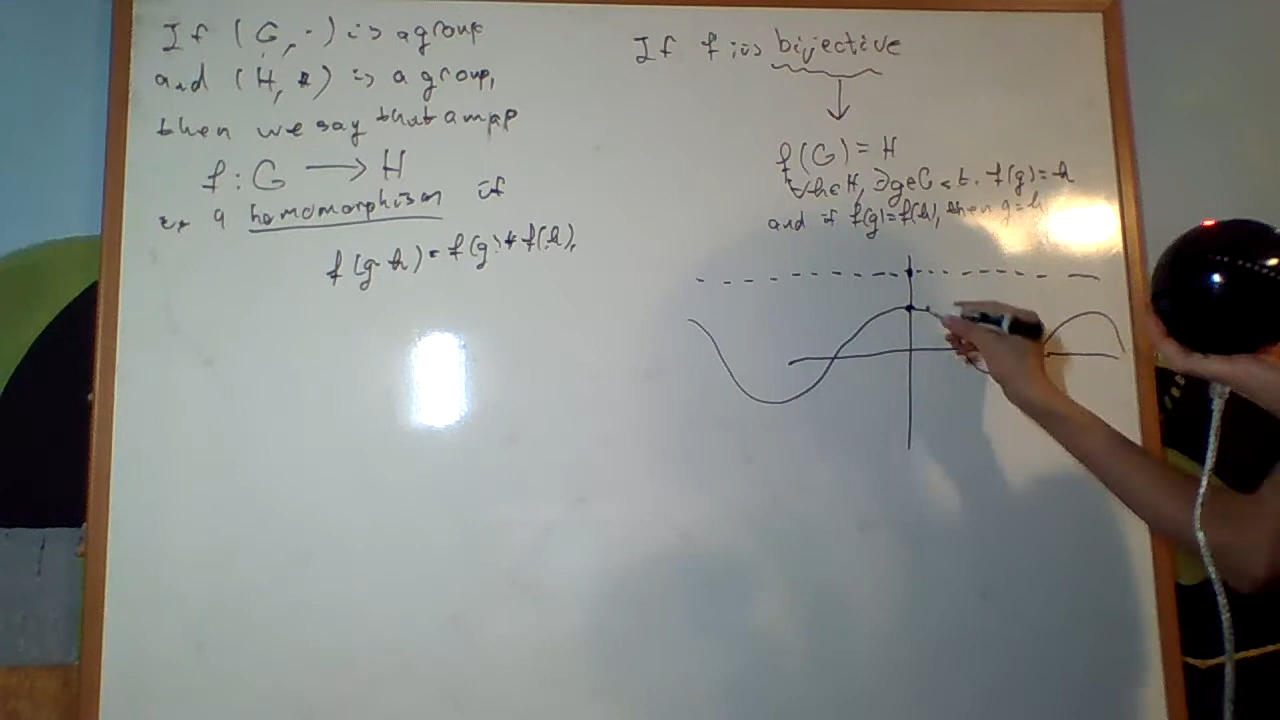 If (G, ·) is a group
and (H, *) is a group,
then we say that a map
f : G ⟶ H
is a homomorphism if
f(g·h) = f(g) * f(h).
If f is bijective
f(G) = H
∀h∈H, ∃g∈G s.t. f(g)=h
and if f(g)=f(h), then g=h